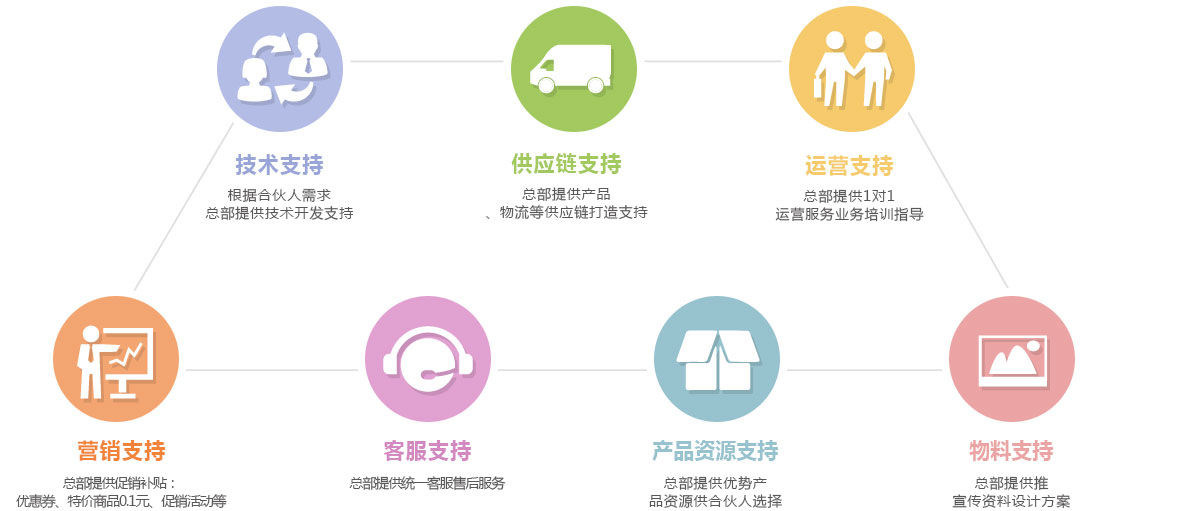 技术支持
根据合伙人需求
总部提供技术开发支持
供应链支持
总部提供产品
、物流等供应链打造支持
运营支持
总部提供1对1
运营服务业务培训指导
营销支持
总部提供促销补贴：
优惠券、特价商品0.1元、促销活动等
客服支持
总部提供统一客服售后服务
产品资源支持
总部提供优势产
品资源供合伙人选择
物料支持
总部提供推
宣传资料设计方案